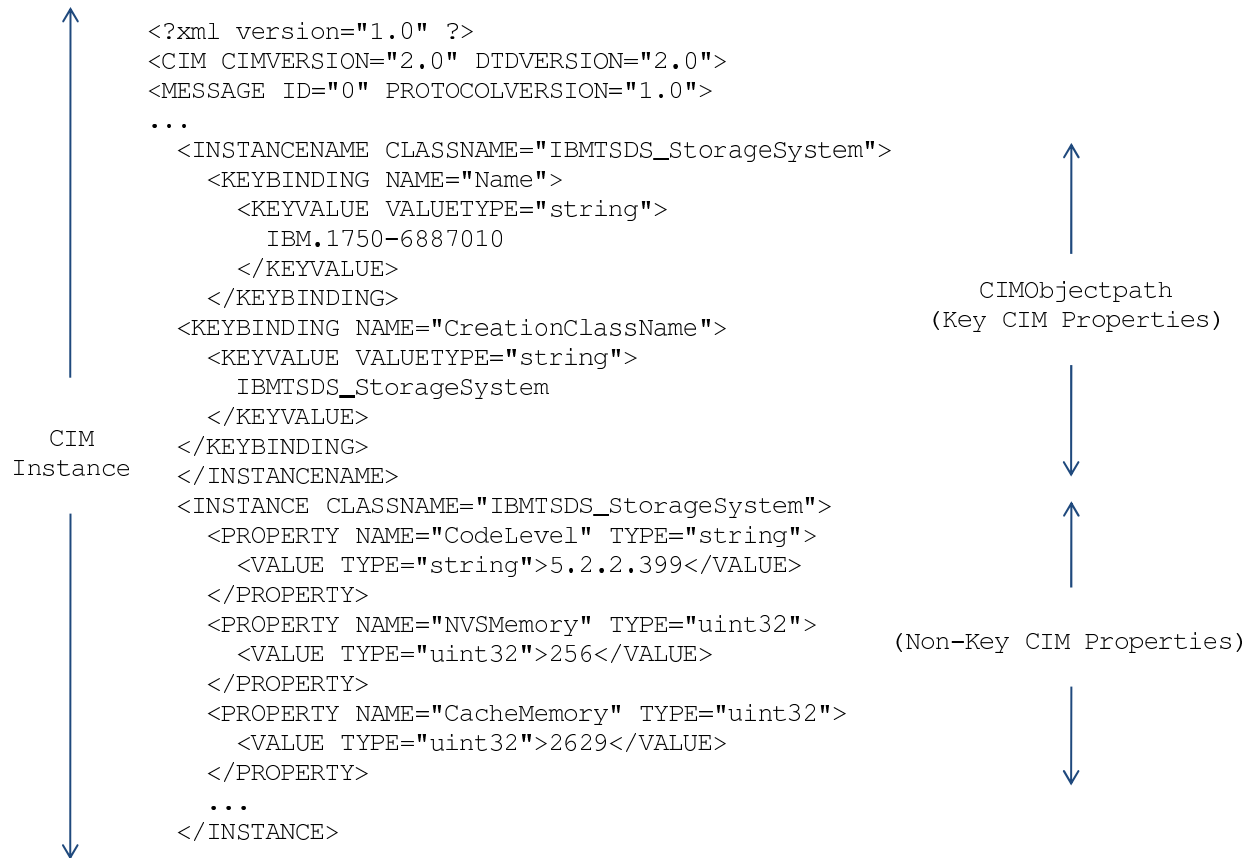 <?xml version="1.0" ?>
<CIM CIMVERSION="2.0" DTDVERSION="2.0">
<MESSAGE ID="0" PROTOCOLVERSION="1.0">
...
<INSTANCENAME CLASSNAME="IBMTSDS_StorageSystem">
<KEYBINDING NAME="Name">
<KEYVALUE VALUETYPE="string">
IBM.1750-6887010
</KEYVALUE>
</KEYBINDING>
<KEYBINDING NAME="CreationClassName">
<KEYVALUE VALUETYPE="string">
IBMTSDS_StorageSystem
</KEYVALUE>
</KEYBINDING>
</INSTANCENAME>
<INSTANCE CLASSNAME="IBMTSDS_StorageSystem">
<PROPERTY NAME="CodeLevel" TYPE="string">
<VALUE TYPE="string">5.2.2.399</VALUE>
</PROPERTY>
<PROPERTY NAME="NVSMemory" TYPE="uint32">
<VALUE TYPE="uint32">256</VALUE>
</PROPERTY>
<PROPERTY NAME="CacheMemory" TYPE="uint32">
<VALUE TYPE="uint32">2629</VALUE>
</PROPERTY>
...
</INSTANCE>
CIM
Instance
CIMObjectpath
(Key CIM Properties)
(Non-Key CIM Properties)